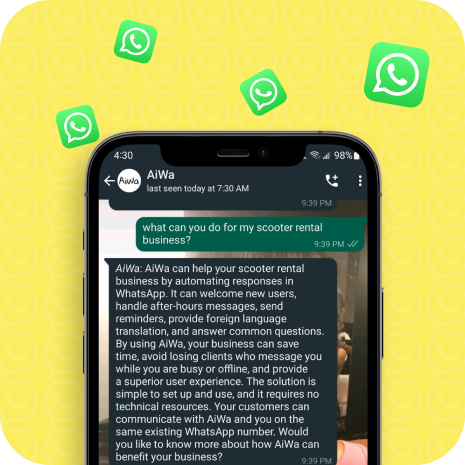 4:30
98%
AiWa
AiWa
last seen today at 7:30 AM
9:39 PM
what can you do for my scooter rental
business?
9:39 PM
AiWa: AiWa can help your scooter rental
business by automating responses in
WhatsApp. It can welcome new users,
handle after-hours messages, send
reminders, provide foreign language
translation, and answer common questions.
By using AiWa, your business can save
time, avoid losing clients who message you
while you are busy or offline, and provide
a superior user experience. The solution is
simple to set up and use, and it requires no
technical resources. Your customers can
communicate with AiWa and you on the
same existing WhatsApp number. Would
you like to know more about how AiWa can
benefit your business?
9:39 PM